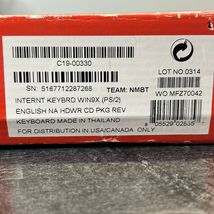 C19-00330
LOT NO 0314
SN: 5167712287268
TEAM: NMBT
INTERNT KEYBRD WIN9X (PS/2)
WO MFZ70042
ENGLISH NA HDWR CD PKG REV
KEYBOARD MADE IN THAILAND
FOR DISTRIBUTION IN USA/CANADA ONLY